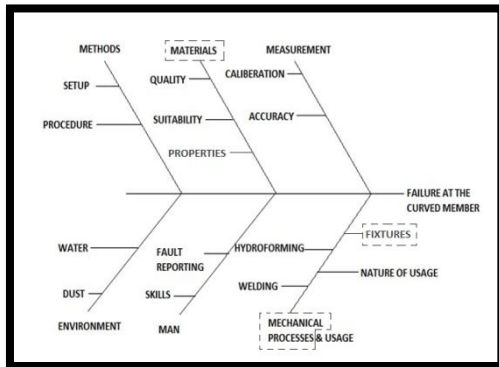 METHODS
MATERIALS
MEASUREMENT
SETUP
QUALITY
CALIBERATION
PROCEDURE
SUITABILITY
ACCURACY
PROPERTIES
FAILURE AT THE
CURVED MEMBER
FIXTURES
WATER
FAULT
REPORTING
HYDROFORMING
NATURE OF USAGE
DUST
SKILLS
WELDING
ENVIRONMENT
MAN
MECHANICAL
PROCESSES & USAGE